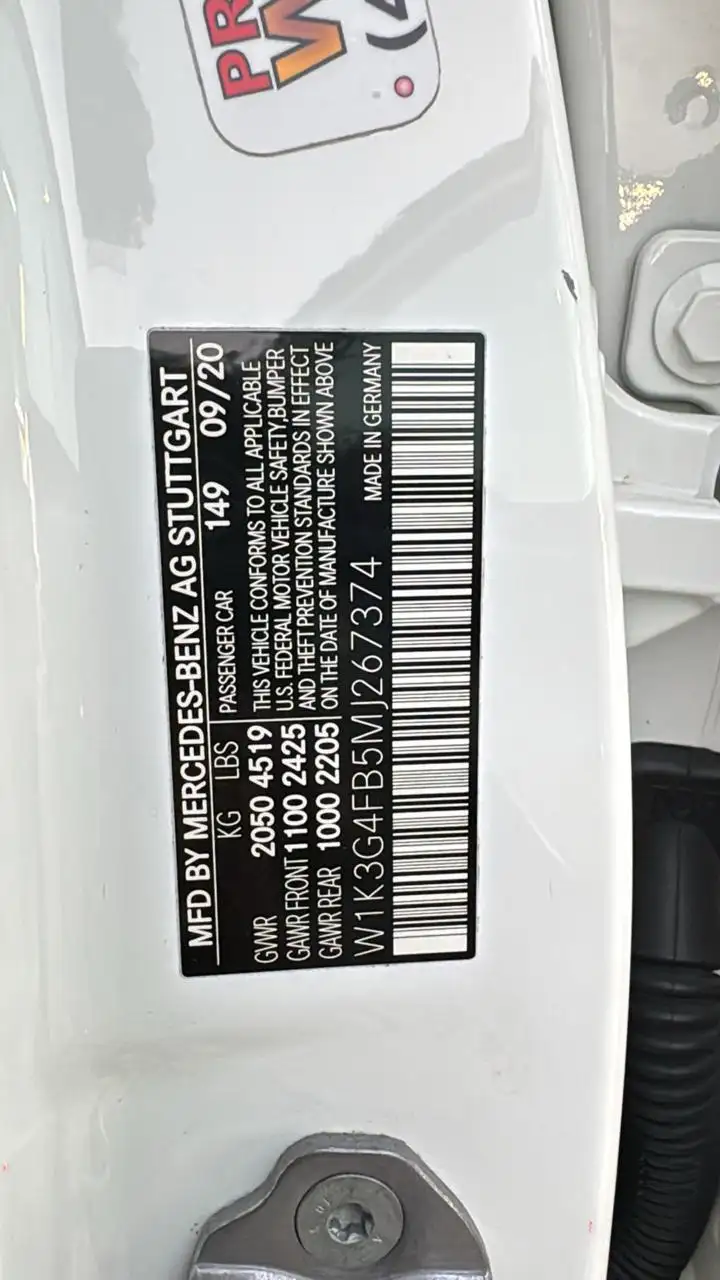 PR
W
(4
MFD BY MERCEDES-BENZ AG STUTTGART
KG LBS PASSENGER CAR 149 09/20
GVWR 2050 4519 THIS VEHICLE CONFORMS TO ALL APPLICABLE
GAWR FRONT 1100 2425 U.S. FEDERAL MOTOR VEHICLE SAFETY,BUMPER
AND THEFT PREVENTION STANDARDS IN EFFECT
GAWR REAR 1000 2205 ON THE DATE OF MANUFACTURE SHOWN ABOVE
W1K3G4FB5MJ267374 MADE IN GERMANY